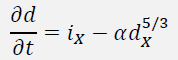 ∂d/∂t = i_X − αd_X^{5/3}